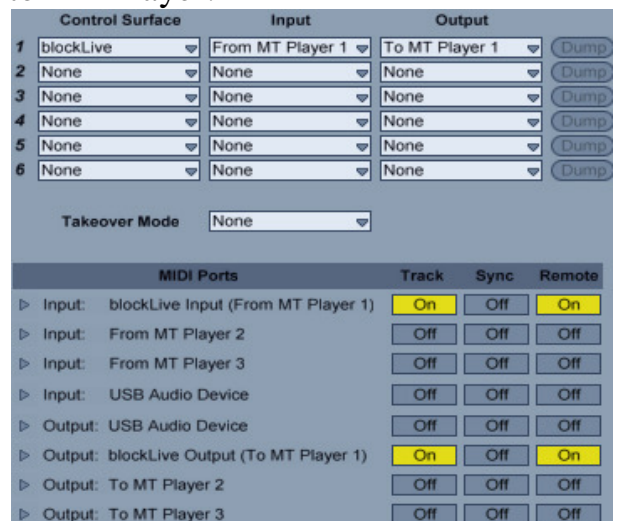 Control Surface Input Output
1 blockLive From MT Player 1 To MT Player 1 Dump
2 None None None Dump
3 None None None Dump
4 None None None Dump
5 None None None Dump
6 None None None Dump
Takeover Mode None
MIDI Ports Track Sync Remote
Input: blockLive Input (From MT Player 1) On Off On
Input: From MT Player 2 Off Off Off
Input: From MT Player 3 Off Off Off
Input: USB Audio Device Off Off Off
Output: USB Audio Device Off Off Off
Output: blockLive Output (To MT Player 1) On Off On
Output: To MT Player 2 Off Off Off
Output: To MT Player 3 Off Off Off